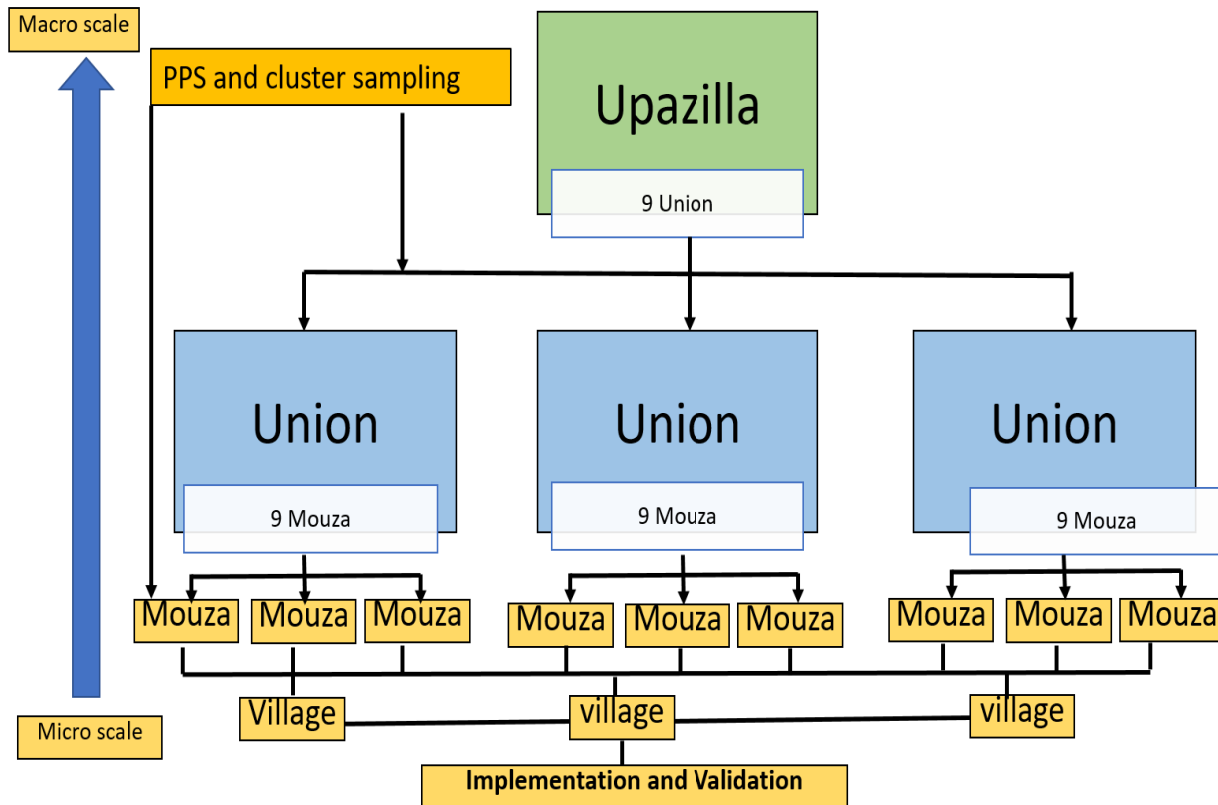 Macro scale
PPS and cluster sampling
Upazilla
9 Union
Union
Union
Union
9 Mouza
9 Mouza
9 Mouza
Mouza
Mouza
Mouza
Mouza
Mouza
Mouza
Mouza
Mouza
Mouza
Village
village
village
Micro scale
Implementation and Validation